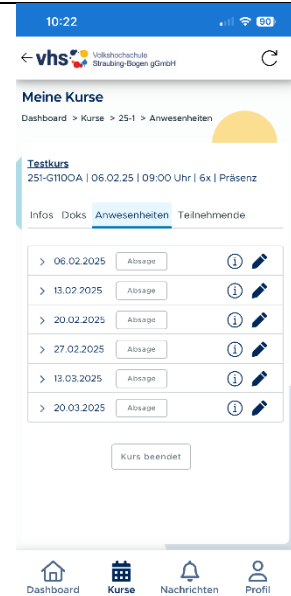 10:22
90
vhs Volkshochschule
Straubing-Bogen gGmbH
Meine Kurse
Dashboard > Kurse > 25-1 > Anwesenheiten
Testkurs
251-G1100A | 06.02.25 | 09:00 Uhr | 6x | Präsenz
Infos Doks Anwesenheiten Teilnehmende
06.02.2025 Absage
13.02.2025 Absage
20.02.2025 Absage
27.02.2025 Absage
13.03.2025 Absage
20.03.2025 Absage
Kurs beendet
Dashboard Kurse Nachrichten Profil